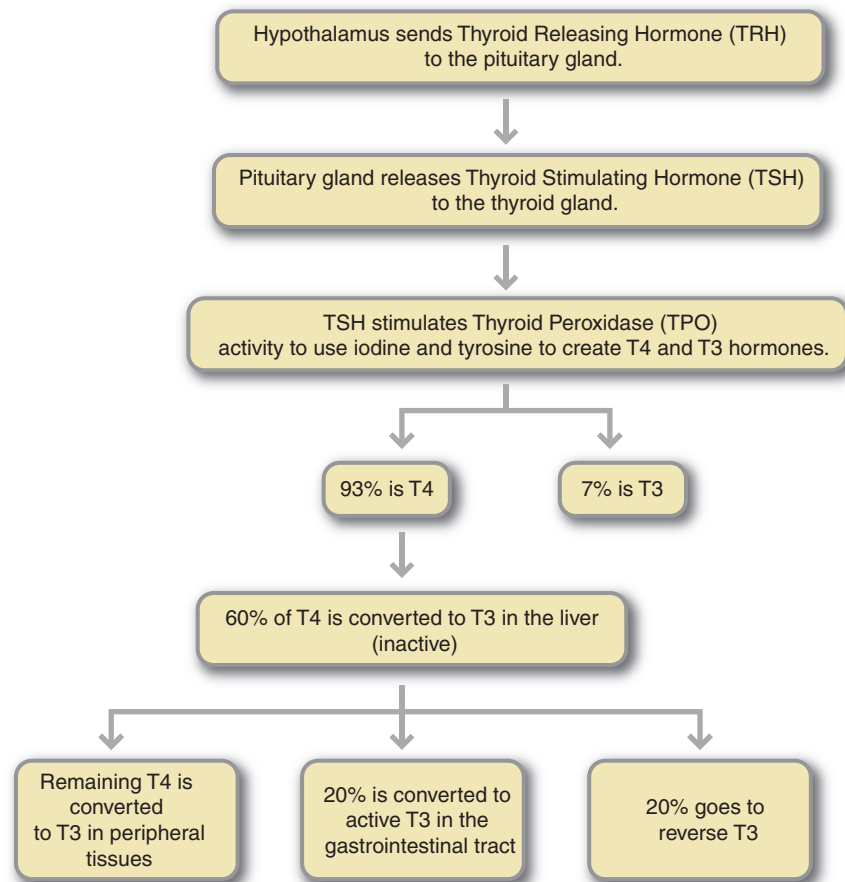 Hypothalamus sends Thyroid Releasing Hormone (TRH)
to the pituitary gland.
Pituitary gland releases Thyroid Stimulating Hormone (TSH)
to the thyroid gland.
TSH stimulates Thyroid Peroxidase (TPO)
activity to use iodine and tyrosine to create T4 and T3 hormones.
93% is T4
7% is T3
60% of T4 is converted to T3 in the liver
(inactive)
Remaining T4 is
converted
to T3 in peripheral
tissues
20% is converted to
active T3 in the
gastrointestinal tract
20% goes to
reverse T3